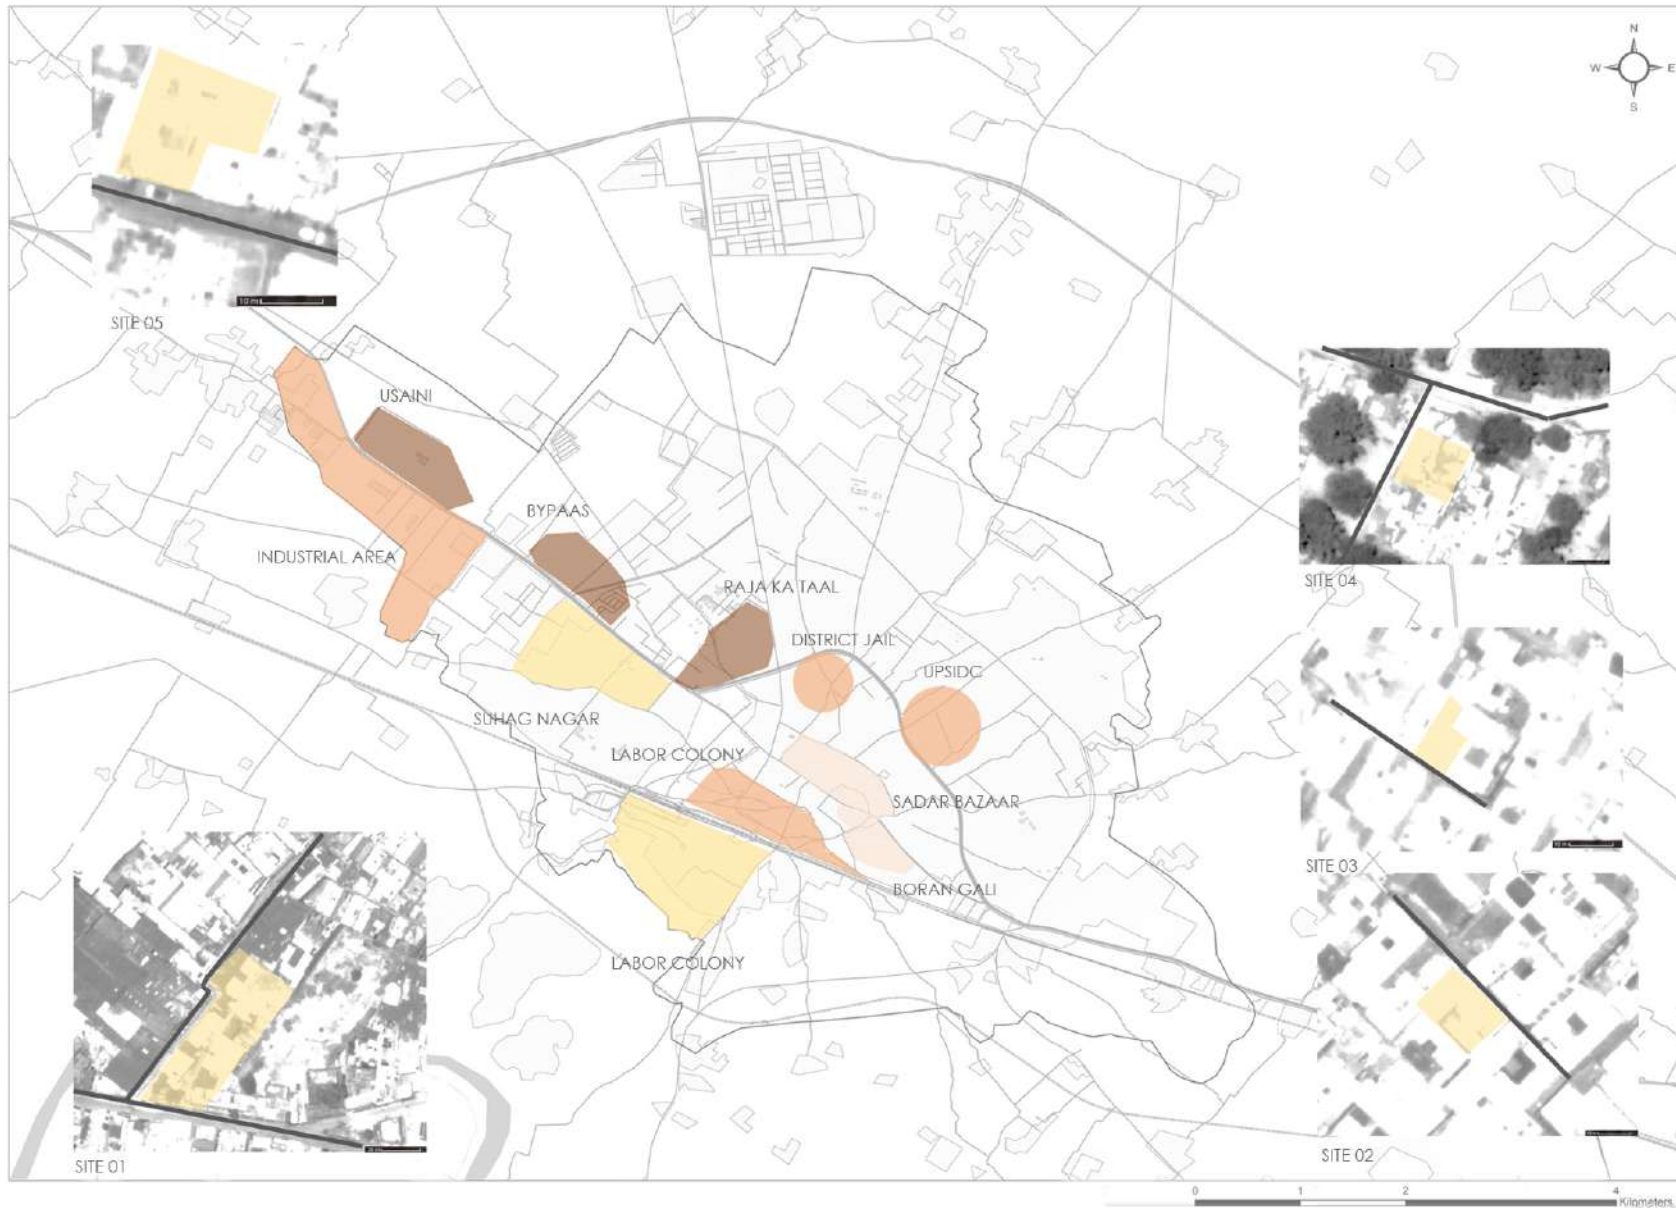 N
W E
S
10 m
SITE 05
USAINI
BYPAAS
INDUSTRIAL AREA
RAJA KA TAAL
DISTRICT JAIL
UPSIDC
SUHAG NAGAR
LABOR COLONY
SADAR BAZAAR
BORAN GALI
LABOR COLONY
SITE 04
SITE 03
SITE 02
SITE 01
0 1 2 4
Kilometers